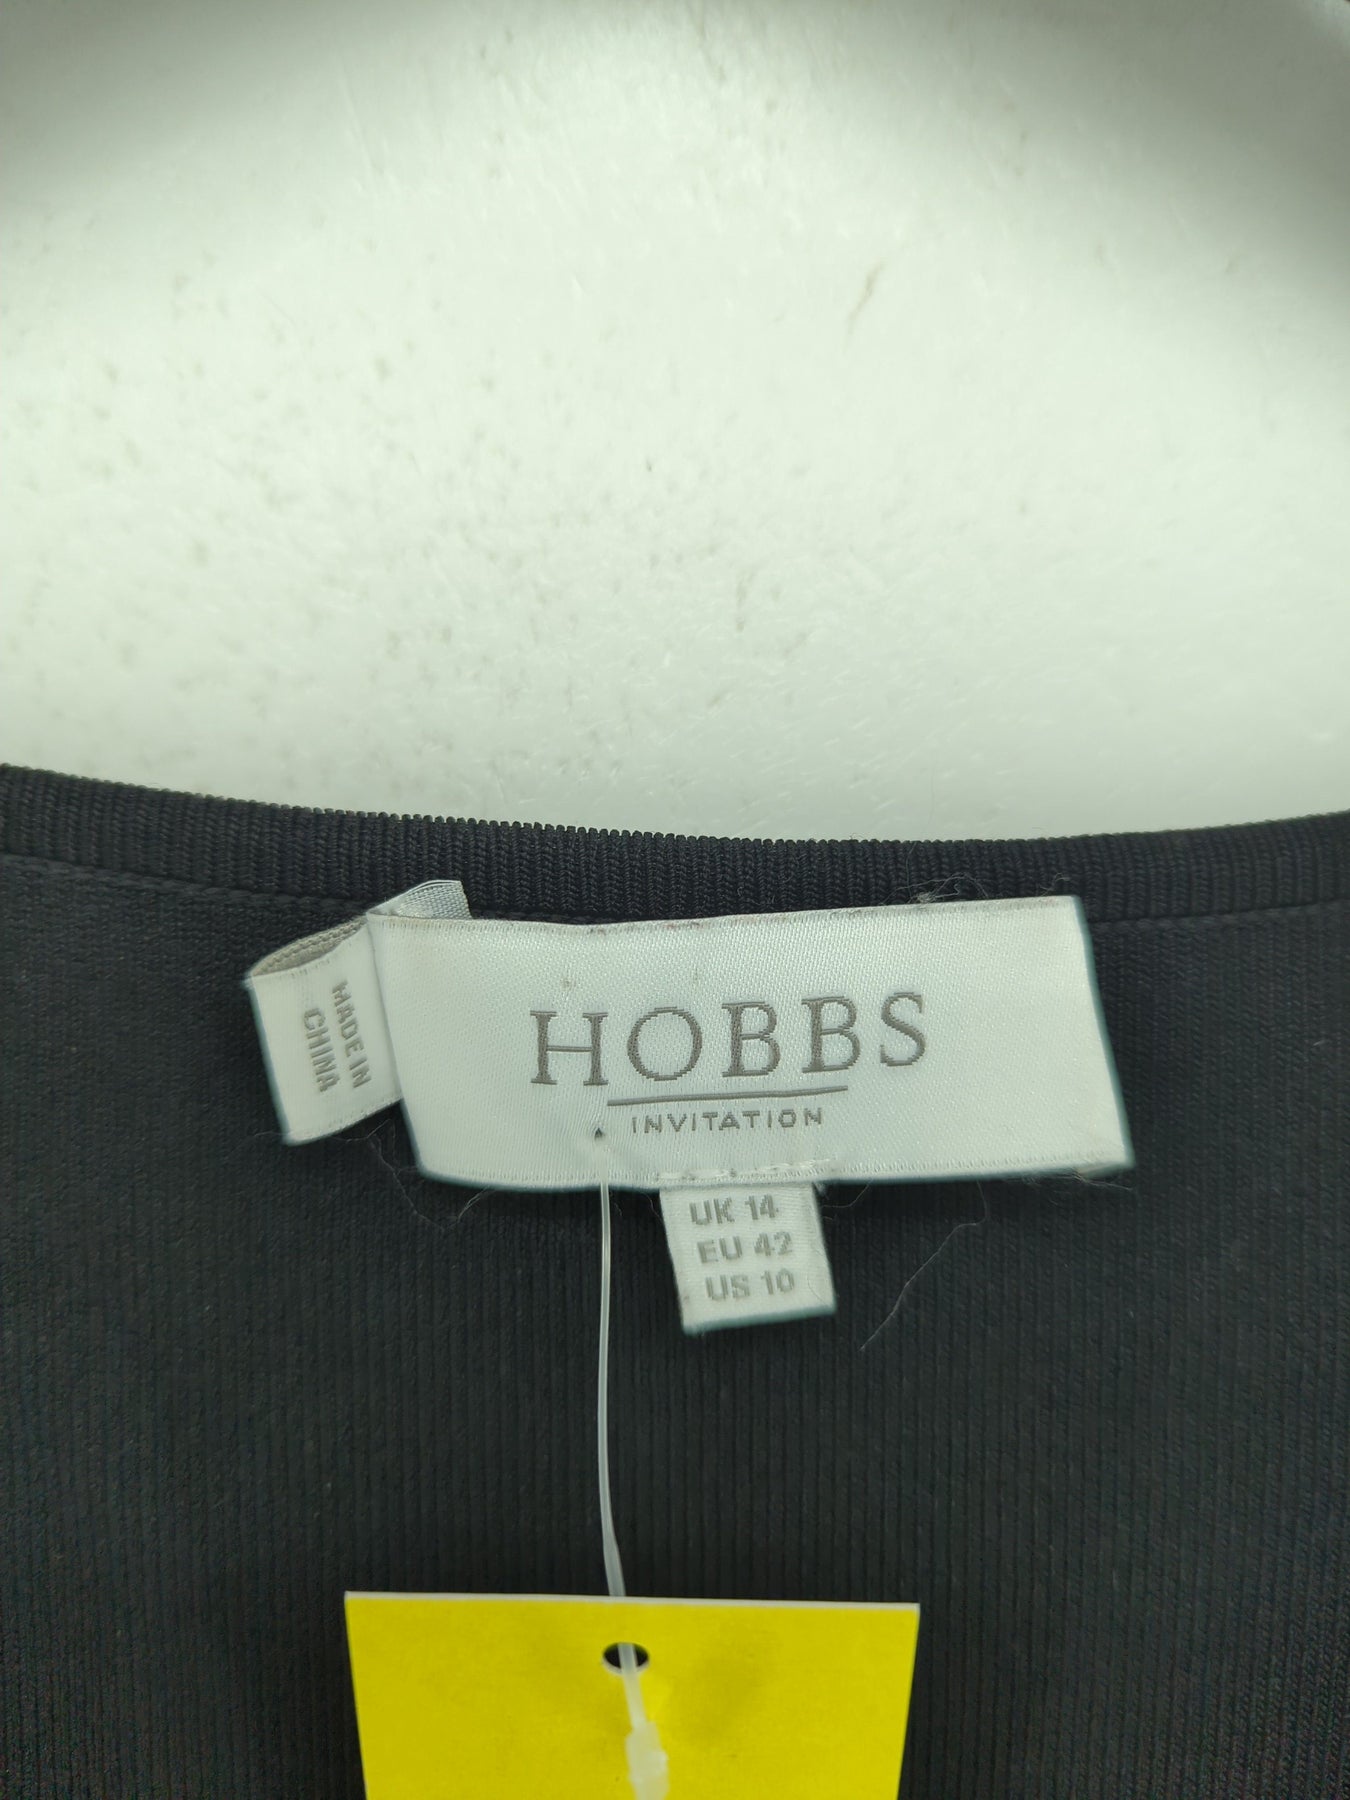 MADE IN
CHINA
HOBBS
INVITATION
UK 14
EU 42
US 10